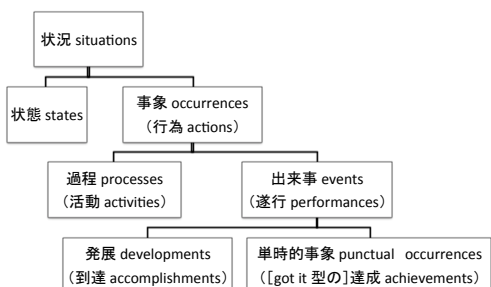 状況 situations
状態 states
事象 occurrences
（行為 actions）
過程 processes
（活動 activities）
出来事 events
（遂行 performances）
発展 developments
（到達 accomplishments）
単時的事象 punctual occurrences
（[got it 型の]達成 achievements）